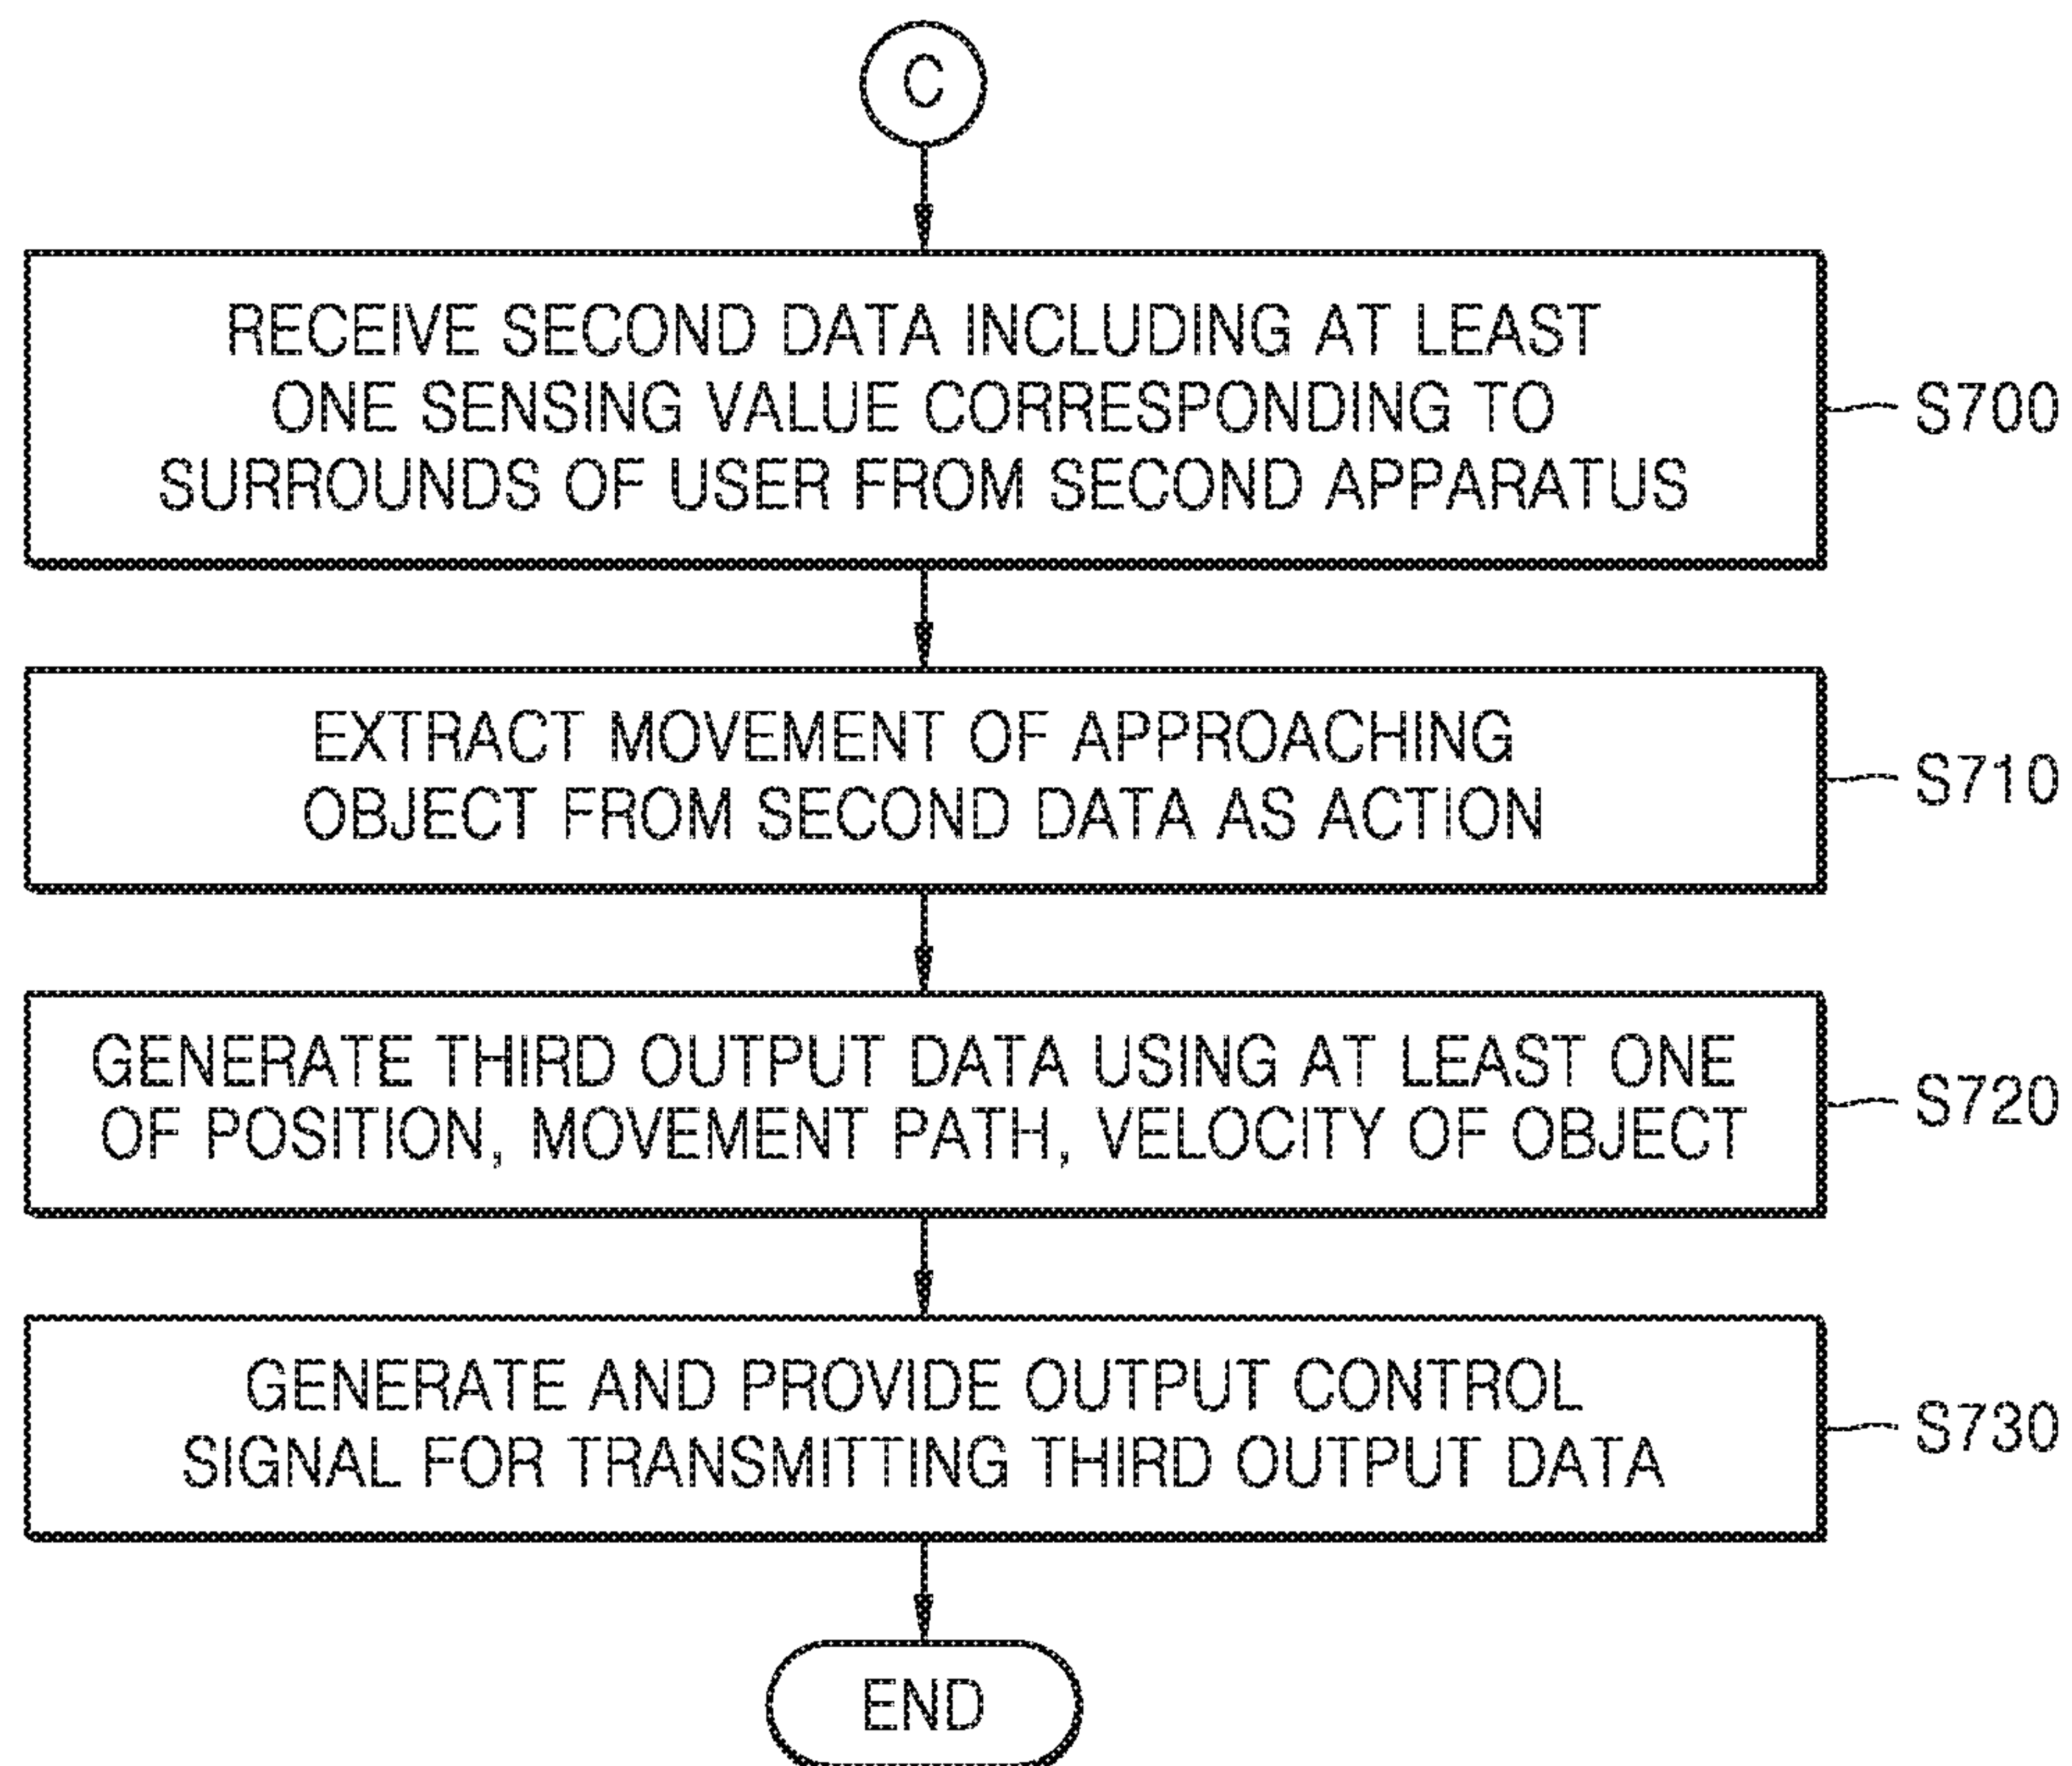 C
RECEIVE SECOND DATA INCLUDING AT LEAST
ONE SENSING VALUE CORRESPONDING TO
SURROUNDS OF USER FROM SECOND APPARATUS
S700
EXTRACT MOVEMENT OF APPROACHING
OBJECT FROM SECOND DATA AS ACTION
S710
GENERATE THIRD OUTPUT DATA USING AT LEAST ONE
OF POSITION, MOVEMENT PATH, VELOCITY OF OBJECT
S720
GENERATE AND PROVIDE OUTPUT CONTROL
SIGNAL FOR TRANSMITTING THIRD OUTPUT DATA
S730
END